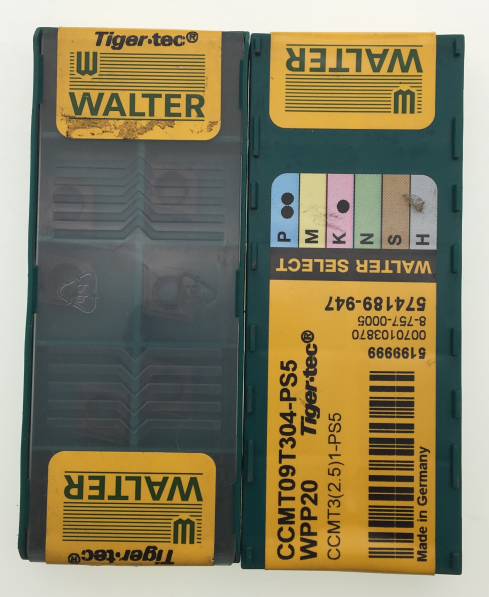 Tiger·tec®
WALTER
WALTER
Tiger·tec®
WALTER
P M K N S H
WALTER SELECT
574189-947
8-757-0005
0070103870
5199999
CCMT09T304-PS5
WPP20 Tiger·tec®
CCMT3(2.5)1-PS5
Made in Germany